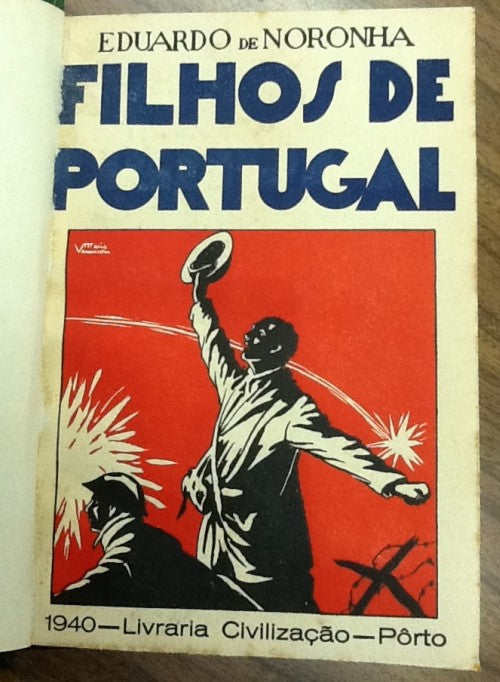 EDUARDO DE NORONHA
FILHOS DE
PORTUGAL
1940—Livraria Civilização—Pôrto